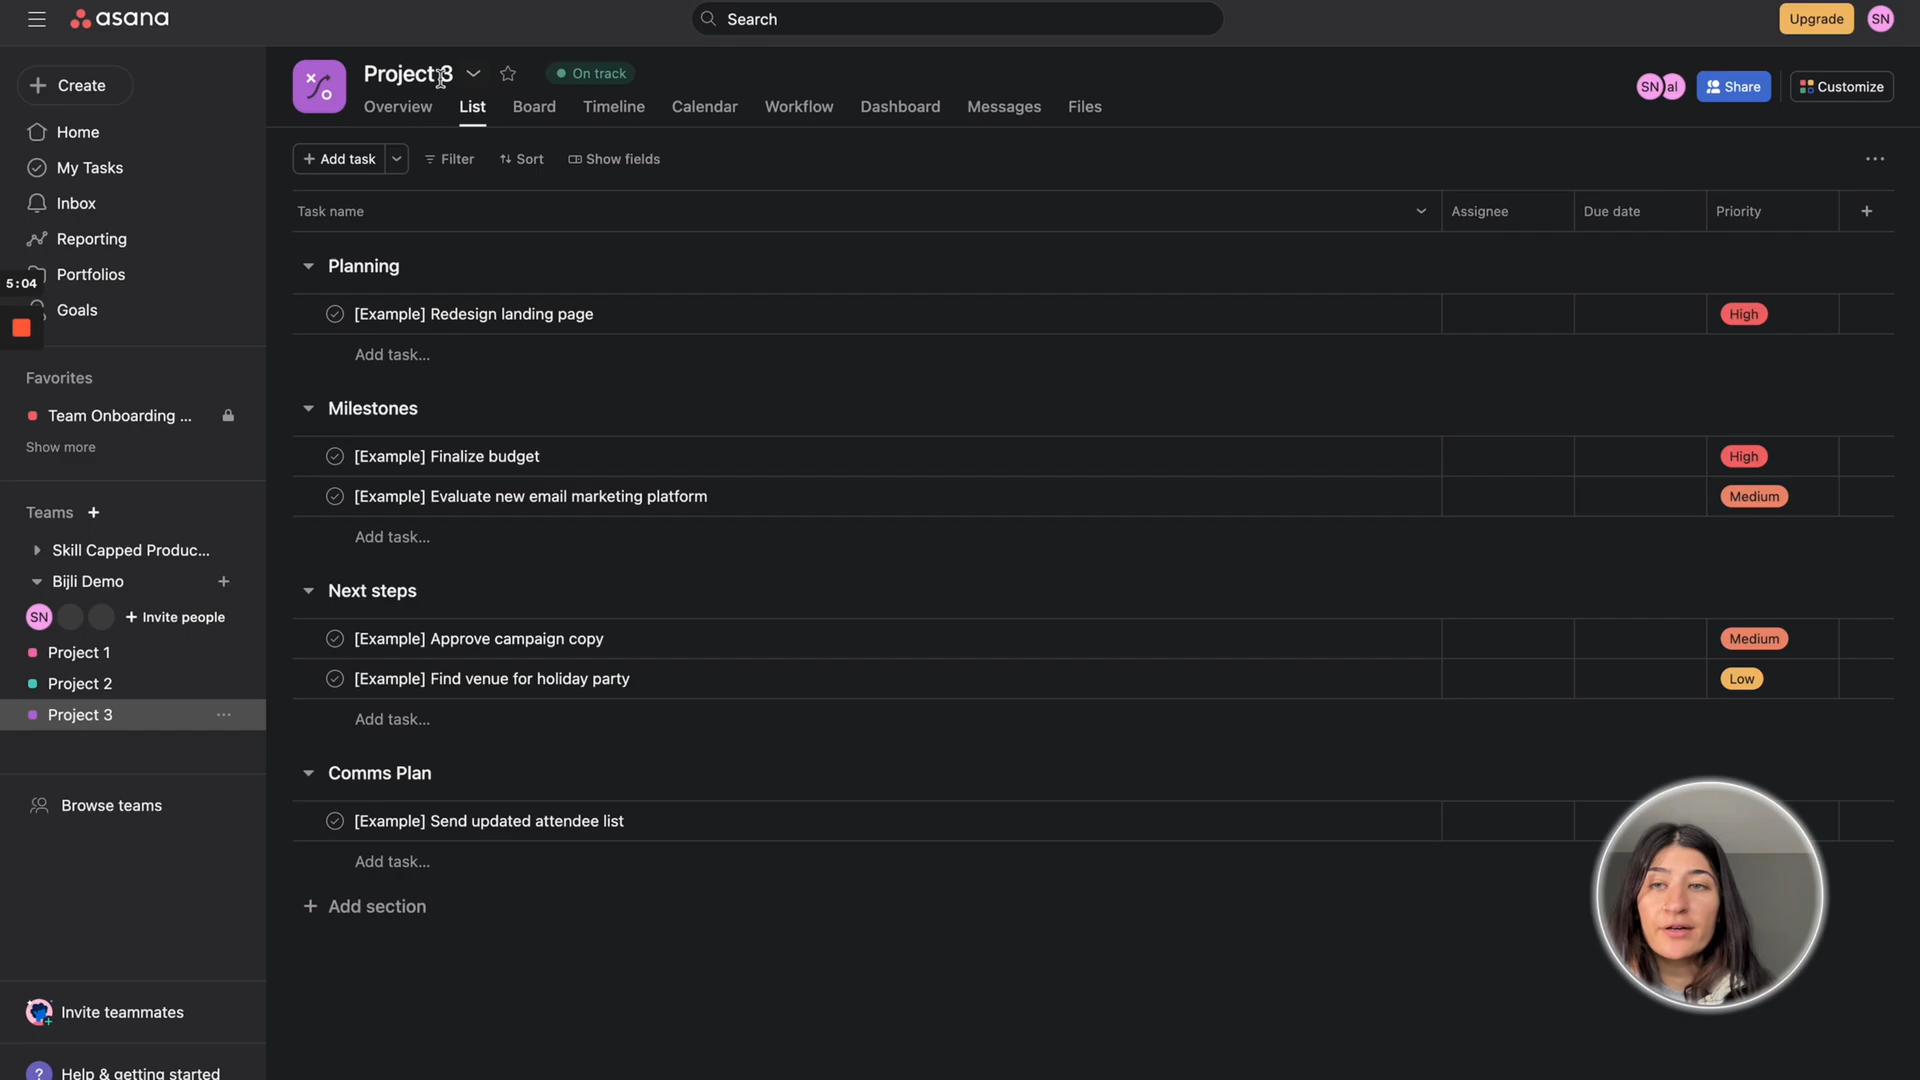 asana
Search
Upgrade
SN
Create
Project 3
On track
SN
al
Share
Customize
Overview
List
Board
Timeline
Calendar
Workflow
Dashboard
Messages
Files
Home
My Tasks
Inbox
Reporting
Portfolios
Goals
5:04
Favorites
Team Onboarding ...
Show more
Teams
Skill Capped Produc...
Bijli Demo
SN
Invite people
Project 1
Project 2
Project 3
Browse teams
Invite teammates
? Help & getting started
Add task
Filter
Sort
Show fields
Task name
Assignee
Due date
Priority
Planning
[Example] Redesign landing page
High
Add task...
Milestones
[Example] Finalize budget
High
[Example] Evaluate new email marketing platform
Medium
Add task...
Next steps
[Example] Approve campaign copy
Medium
[Example] Find venue for holiday party
Low
Add task...
Comms Plan
[Example] Send updated attendee list
Add task...
Add section